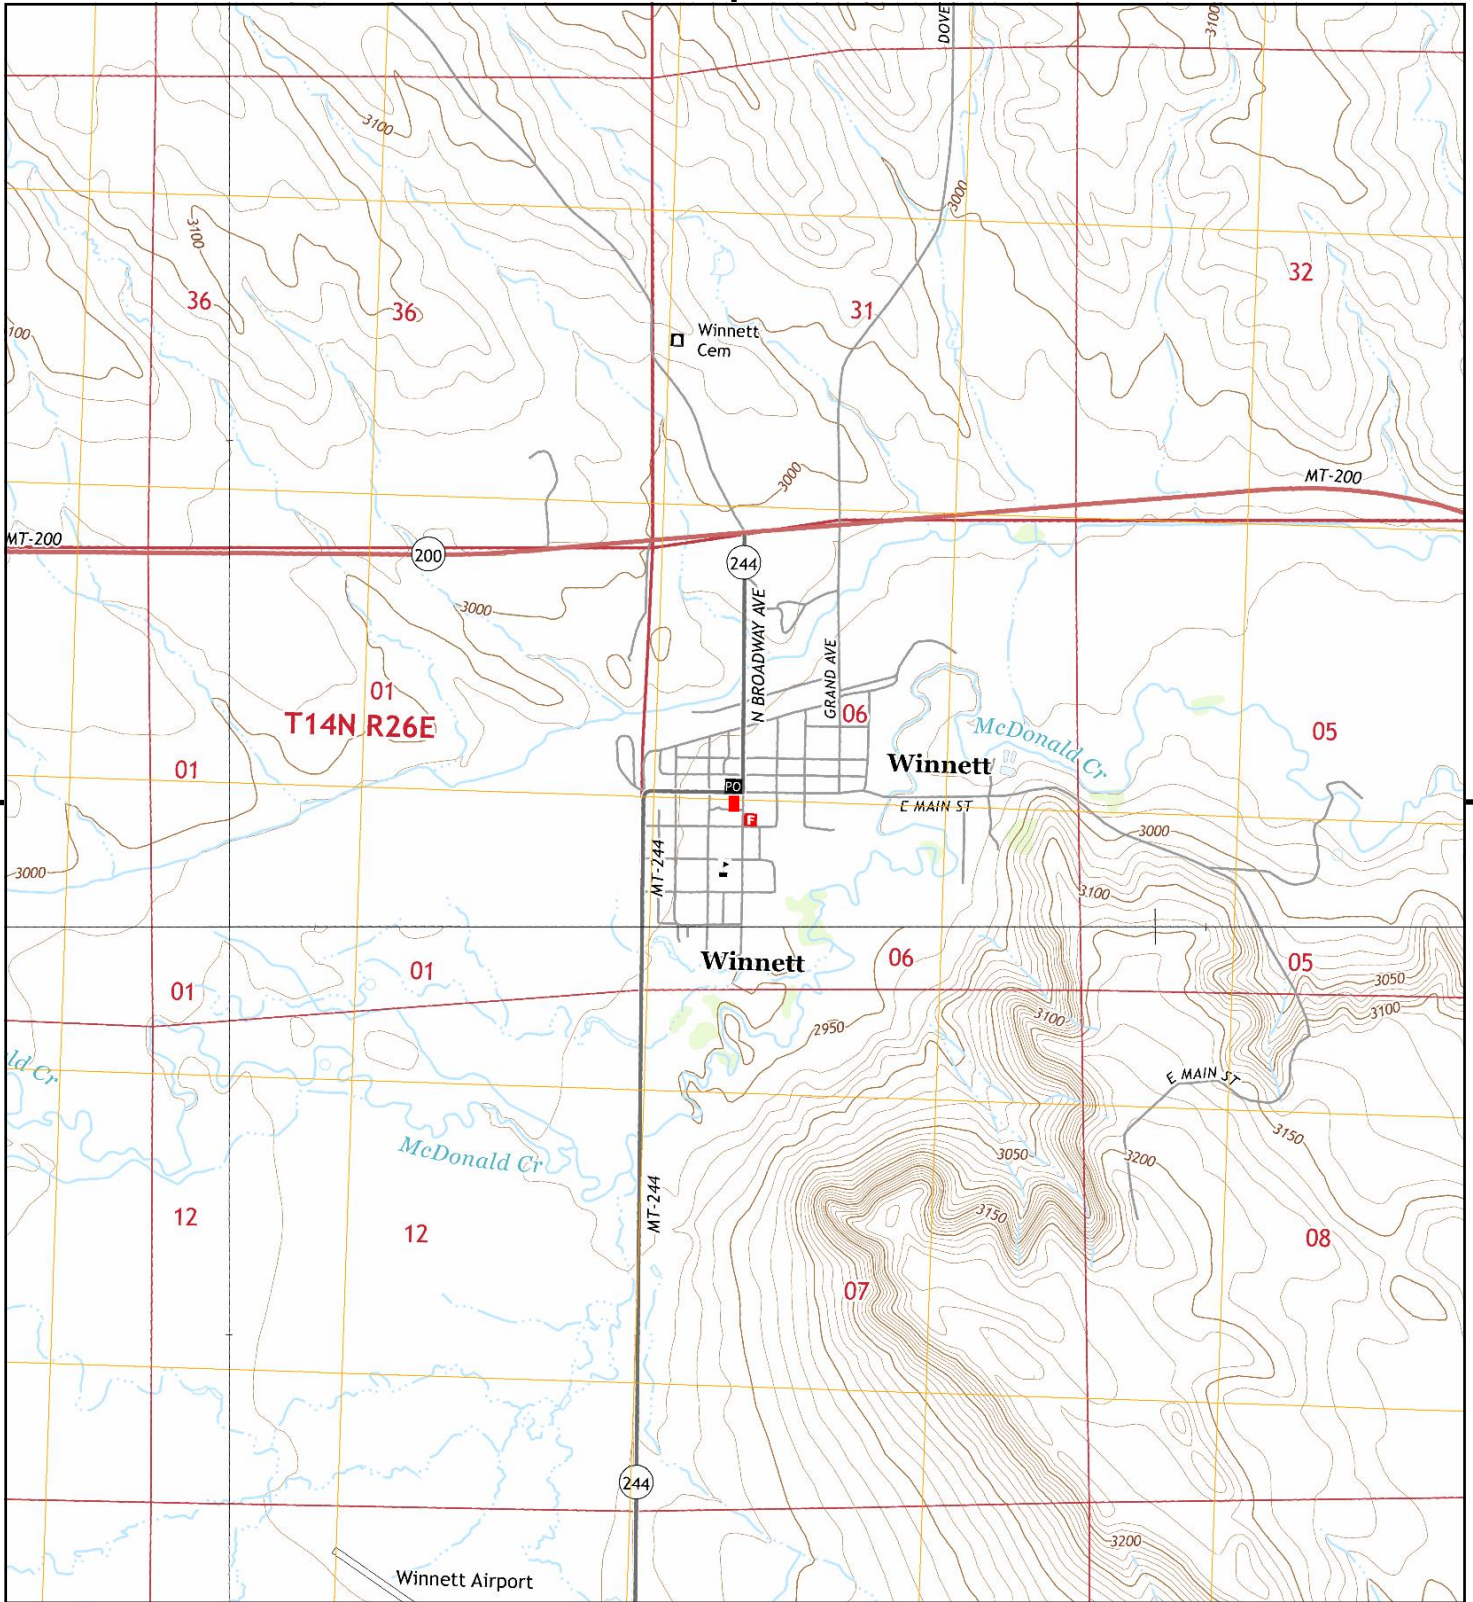 DOVE
3100
3100
3000
3100
36
36
31
32
Winnett
Cem
100
MT-200
3000
MT-200
200
244
3000
N BROADWAY AVE
GRAND AVE
01
T14N R26E
06
McDonald Cr
05
01
Winnett
PO
E MAIN ST
F
3000
MT-244
3000
3100
Winnett
06
05
01
01
3050
3100
3100
2950
ld Cr
E MAIN ST
3150
McDonald Cr
3050
3200
MT-244
3150
12
12
08
07
244
3200
Winnett Airport